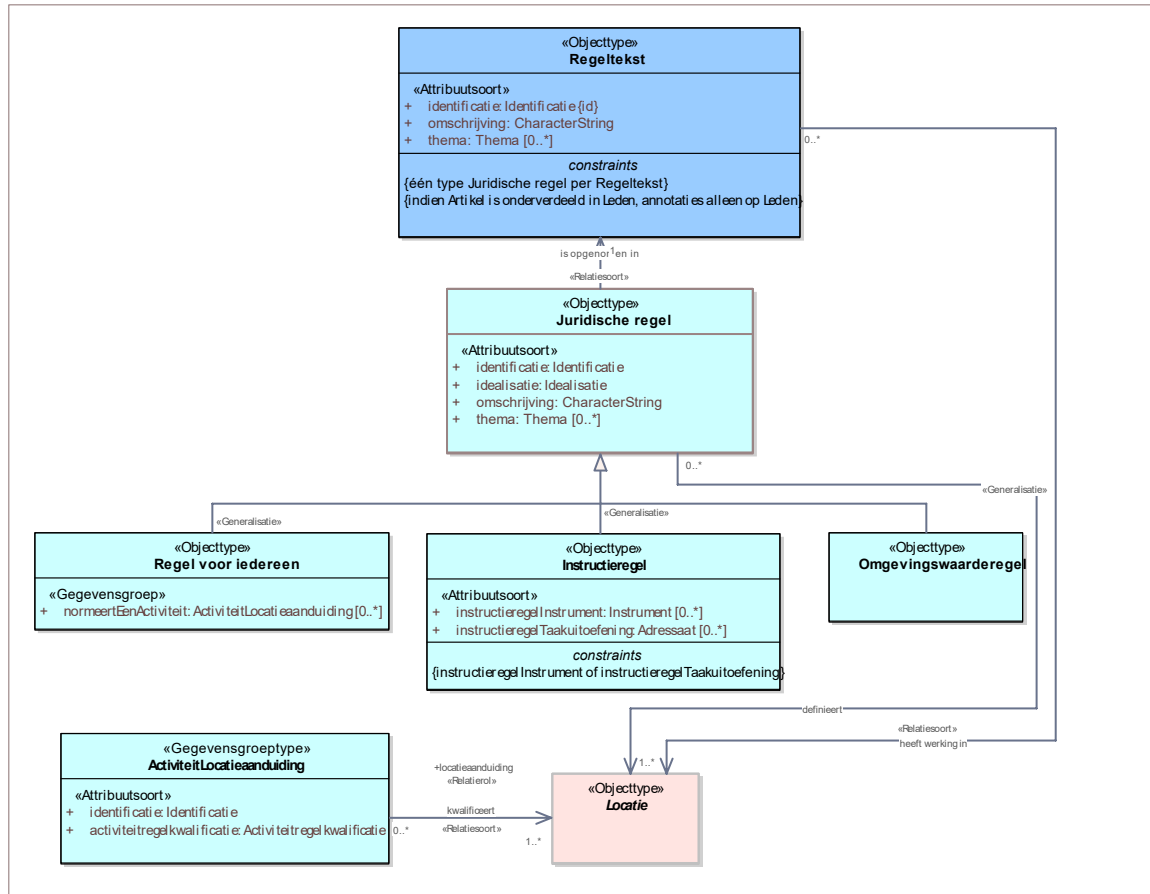 «Objecttype»
Regeltekst
«Attribuutsoort»
+ identificatie: Identificatie {id}
+ omschrijving: CharacterString
+ thema: Thema [0..*]
constraints
{één type Juridische regel per Regeltekst}
{indien Artikel is onderverdeeld in Leden, annotaties alleen op Leden}
0..*
1
is opgenomen in
«Relatiesoort»
«Objecttype»
Juridische regel
«Attribuutsoort»
+ identificatie: Identificatie
+ idealisatie: Idealisatie
+ omschrijving: CharacterString
+ thema: Thema [0..*]
0..*
«Generalisatie»
«Generalisatie»
«Generalisatie»
«Objecttype»
Regel voor iedereen
«Gegevensgroep»
+ normeertEenActiviteit: ActiviteitLocatieaanduiding [0..*]
«Objecttype»
Instructieregel
«Attribuutsoort»
+ instructieregelInstrument: Instrument [0..*]
+ instructieregelTaakuitoefening: Adressaat [0..*]
constraints
{instructieregelInstrument of instructieregelTaakuitoefening}
«Objecttype»
Omgevingswaarderegel
definieert
«Relatiesoort»
heeft werking in
«Gegevensgroeptype»
ActiviteitLocatieaanduiding
«Attribuutsoort»
+ identificatie: Identificatie
+ activiteitregelkwalificatie: Activiteitregelkwalificatie
0..*
+locatieaanduiding
«Relatierol»
kwalificeert
«Relatiesoort»
1..*
1..*
«Objecttype»
Locatie